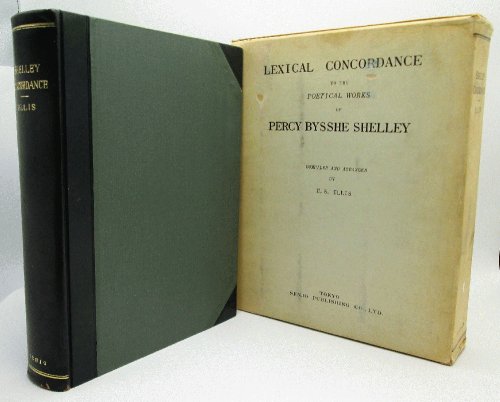 SHELLEY
CONCORDANCE
ELLIS
LEXICAL CONCORDANCE
TO THE
POETICAL WORKS
OF
PERCY BYSSHE SHELLEY
COMPILED AND ARRANGED
BY
F. S. ELLIS
TOKYO
SENJO PUBLISHING CO., LTD.